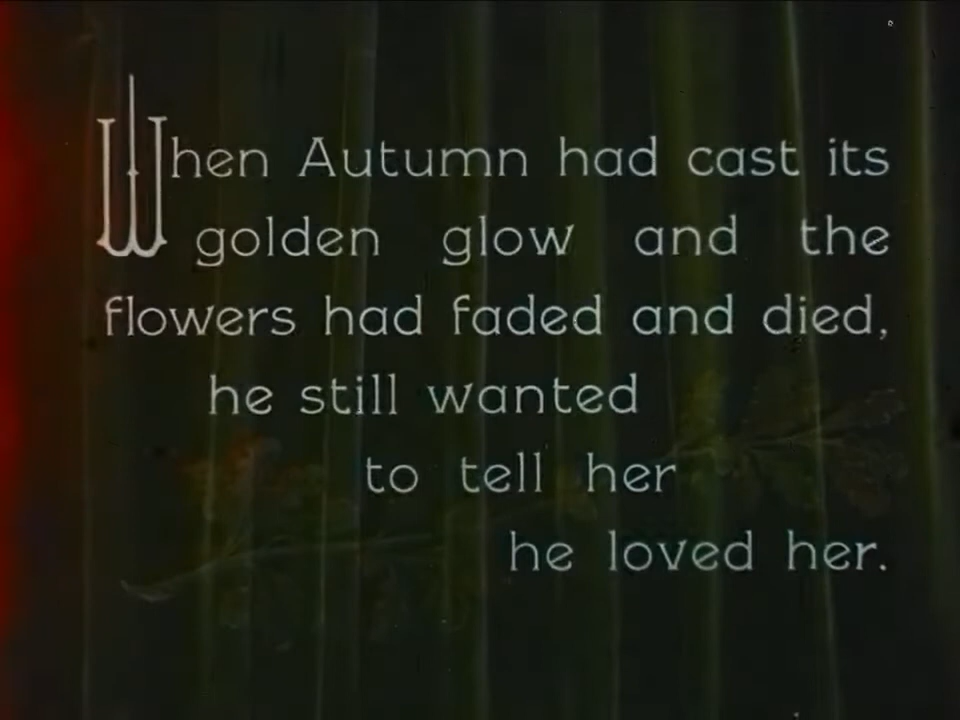 When Autumn had cast its
golden glow and the
flowers had faded and died,
he still wanted
to tell her
he loved her.